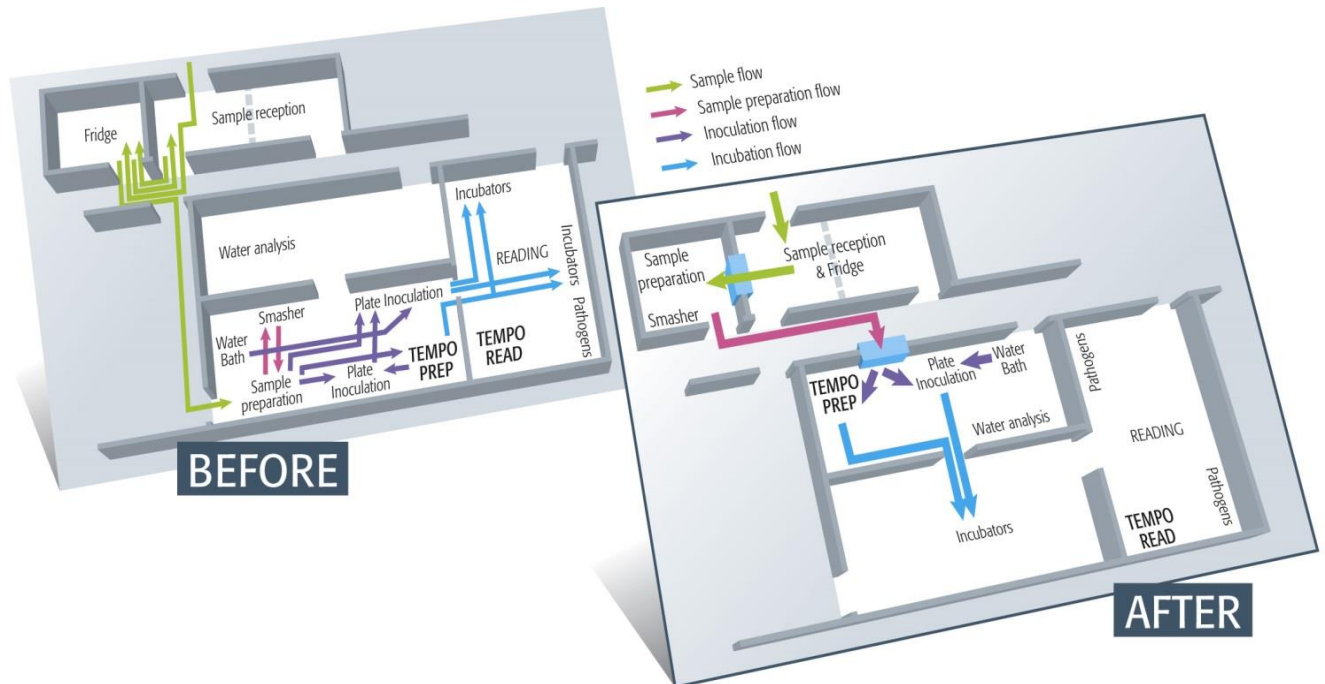 Fridge
Sample reception
Water analysis
Incubators
READING
Incubators
Pathogens
Smasher
Plate Inoculation
Water
Bath
Sample
preparation
Plate
Inoculation
TEMPO
PREP
TEMPO
READ
BEFORE
Sample flow
Sample preparation flow
Inoculation flow
Incubation flow
Sample
preparation
Smasher
Sample reception
& Fridge
TEMPO
PREP
Plate
Inoculation
Water
Bath
Water analysis
Pathogens
READING
Pathogens
Incubators
TEMPO
READ
AFTER